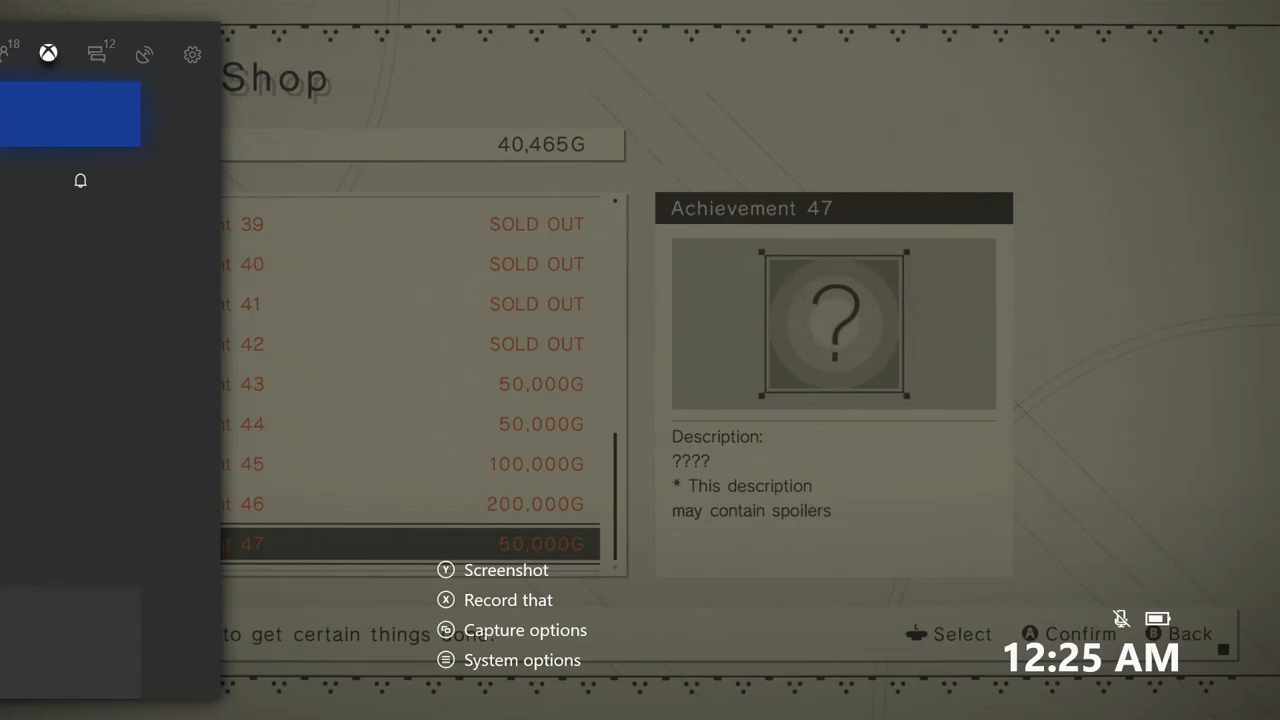 18
12
Shop
40,465G
nt 39 SOLD OUT
nt 40 SOLD OUT
nt 41 SOLD OUT
nt 42 SOLD OUT
nt 43 50,000G
nt 44 50,000G
nt 45 100,000G
nt 46 200,000G
nt 47 50,000G
Achievement 47
?
Description:
????
* This description
may contain spoilers
Y Screenshot
X Record that
Capture options
System options
to get certain things done.
Select A Confirm B Back
12:25 AM